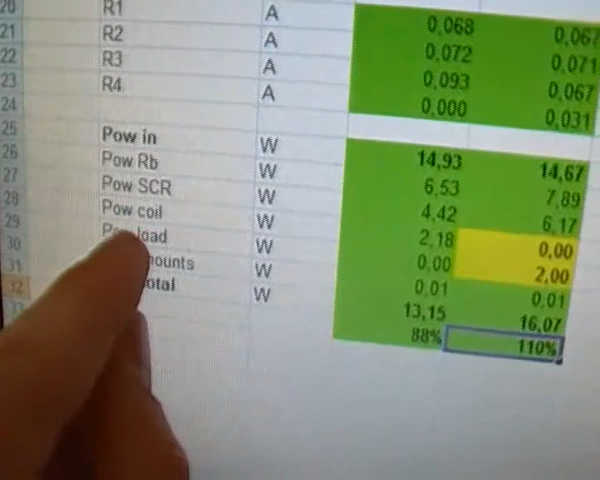 20 R1 A 0,068 0,067
21 R2 A 0,072 0,071
22 R3 A 0,093 0,067
23 R4 A 0,000 0,031
24
25 Pow in W 14,93 14,67
26 Pow Rb W 6,53 7,89
27 Pow SCR W 4,42 6,17
28 Pow coil W 2,18 0,00
29 load W 0,00 2,00
30 W 0,01 0,01
31 W 13,15 16,07
32 88% 110%
33